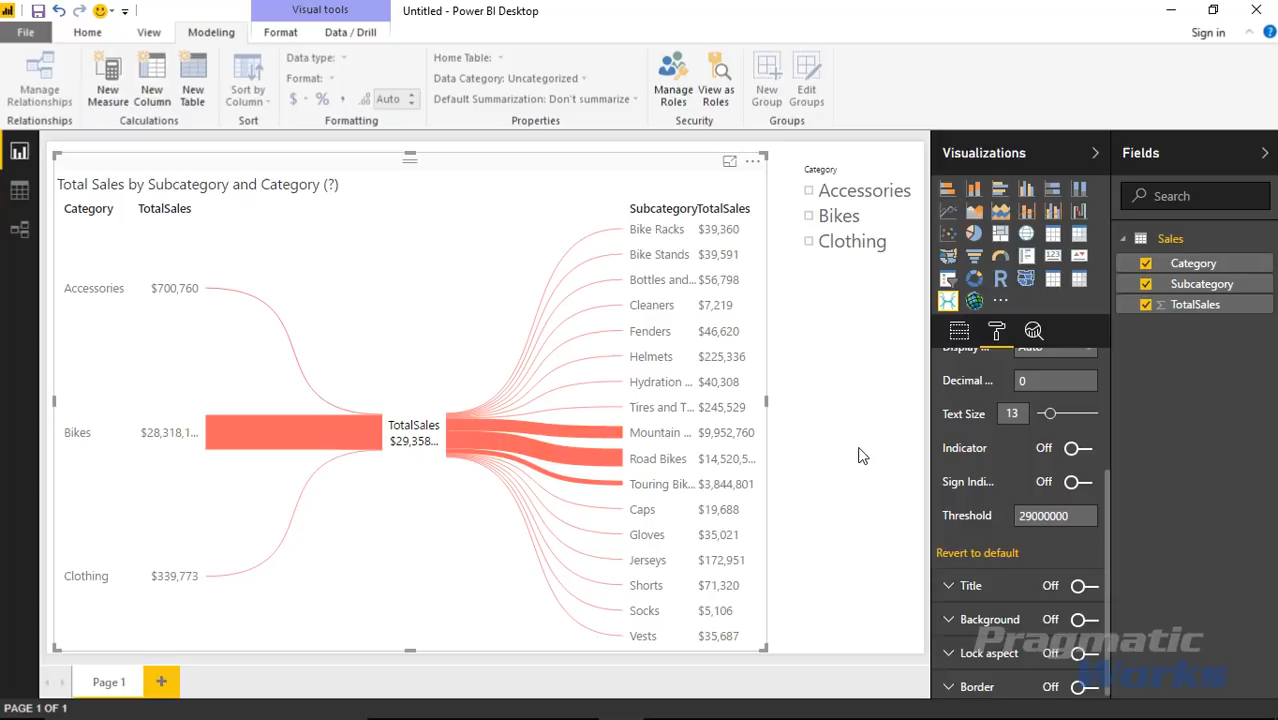 Visual tools
Untitled - Power BI Desktop
File
Home
View
Modeling
Format
Data / Drill
Sign in
Manage Relationships
New Measure
New Column
New Table
Sort by Column
Data type:
Format:
$ % , .00 Auto
Home Table:
Data Category: Uncategorized
Default Summarization: Don't summarize
Manage Roles
View as Roles
New Group
Edit Groups
Relationships
Calculations
Sort
Formatting
Properties
Security
Groups
Total Sales by Subcategory and Category (?)
Category TotalSales
Accessories $700,760
Bikes $28,318,1...
Clothing $339,773
TotalSales
$29,358...
Subcategory TotalSales
Bike Racks $39,360
Bike Stands $39,591
Bottles and... $56,798
Cleaners $7,219
Fenders $46,620
Helmets $225,336
Hydration ... $40,308
Tires and T... $245,529
Mountain ... $9,952,760
Road Bikes $14,520,5...
Touring Bik... $3,844,801
Caps $19,688
Gloves $35,021
Jerseys $172,951
Shorts $71,320
Socks $5,106
Vests $35,687
Category
Accessories
Bikes
Clothing
Visualizations
R
Display ... Auto
Decimal ... 0
Text Size 13
Indicator Off
Sign Indi... Off
Threshold 29000000
Revert to default
Title Off
Background Off
Lock aspect Off
Border Off
Fields
Search
Sales
Category
Subcategory
Σ TotalSales
Pragmatic
Works
Page 1
PAGE 1 OF 1